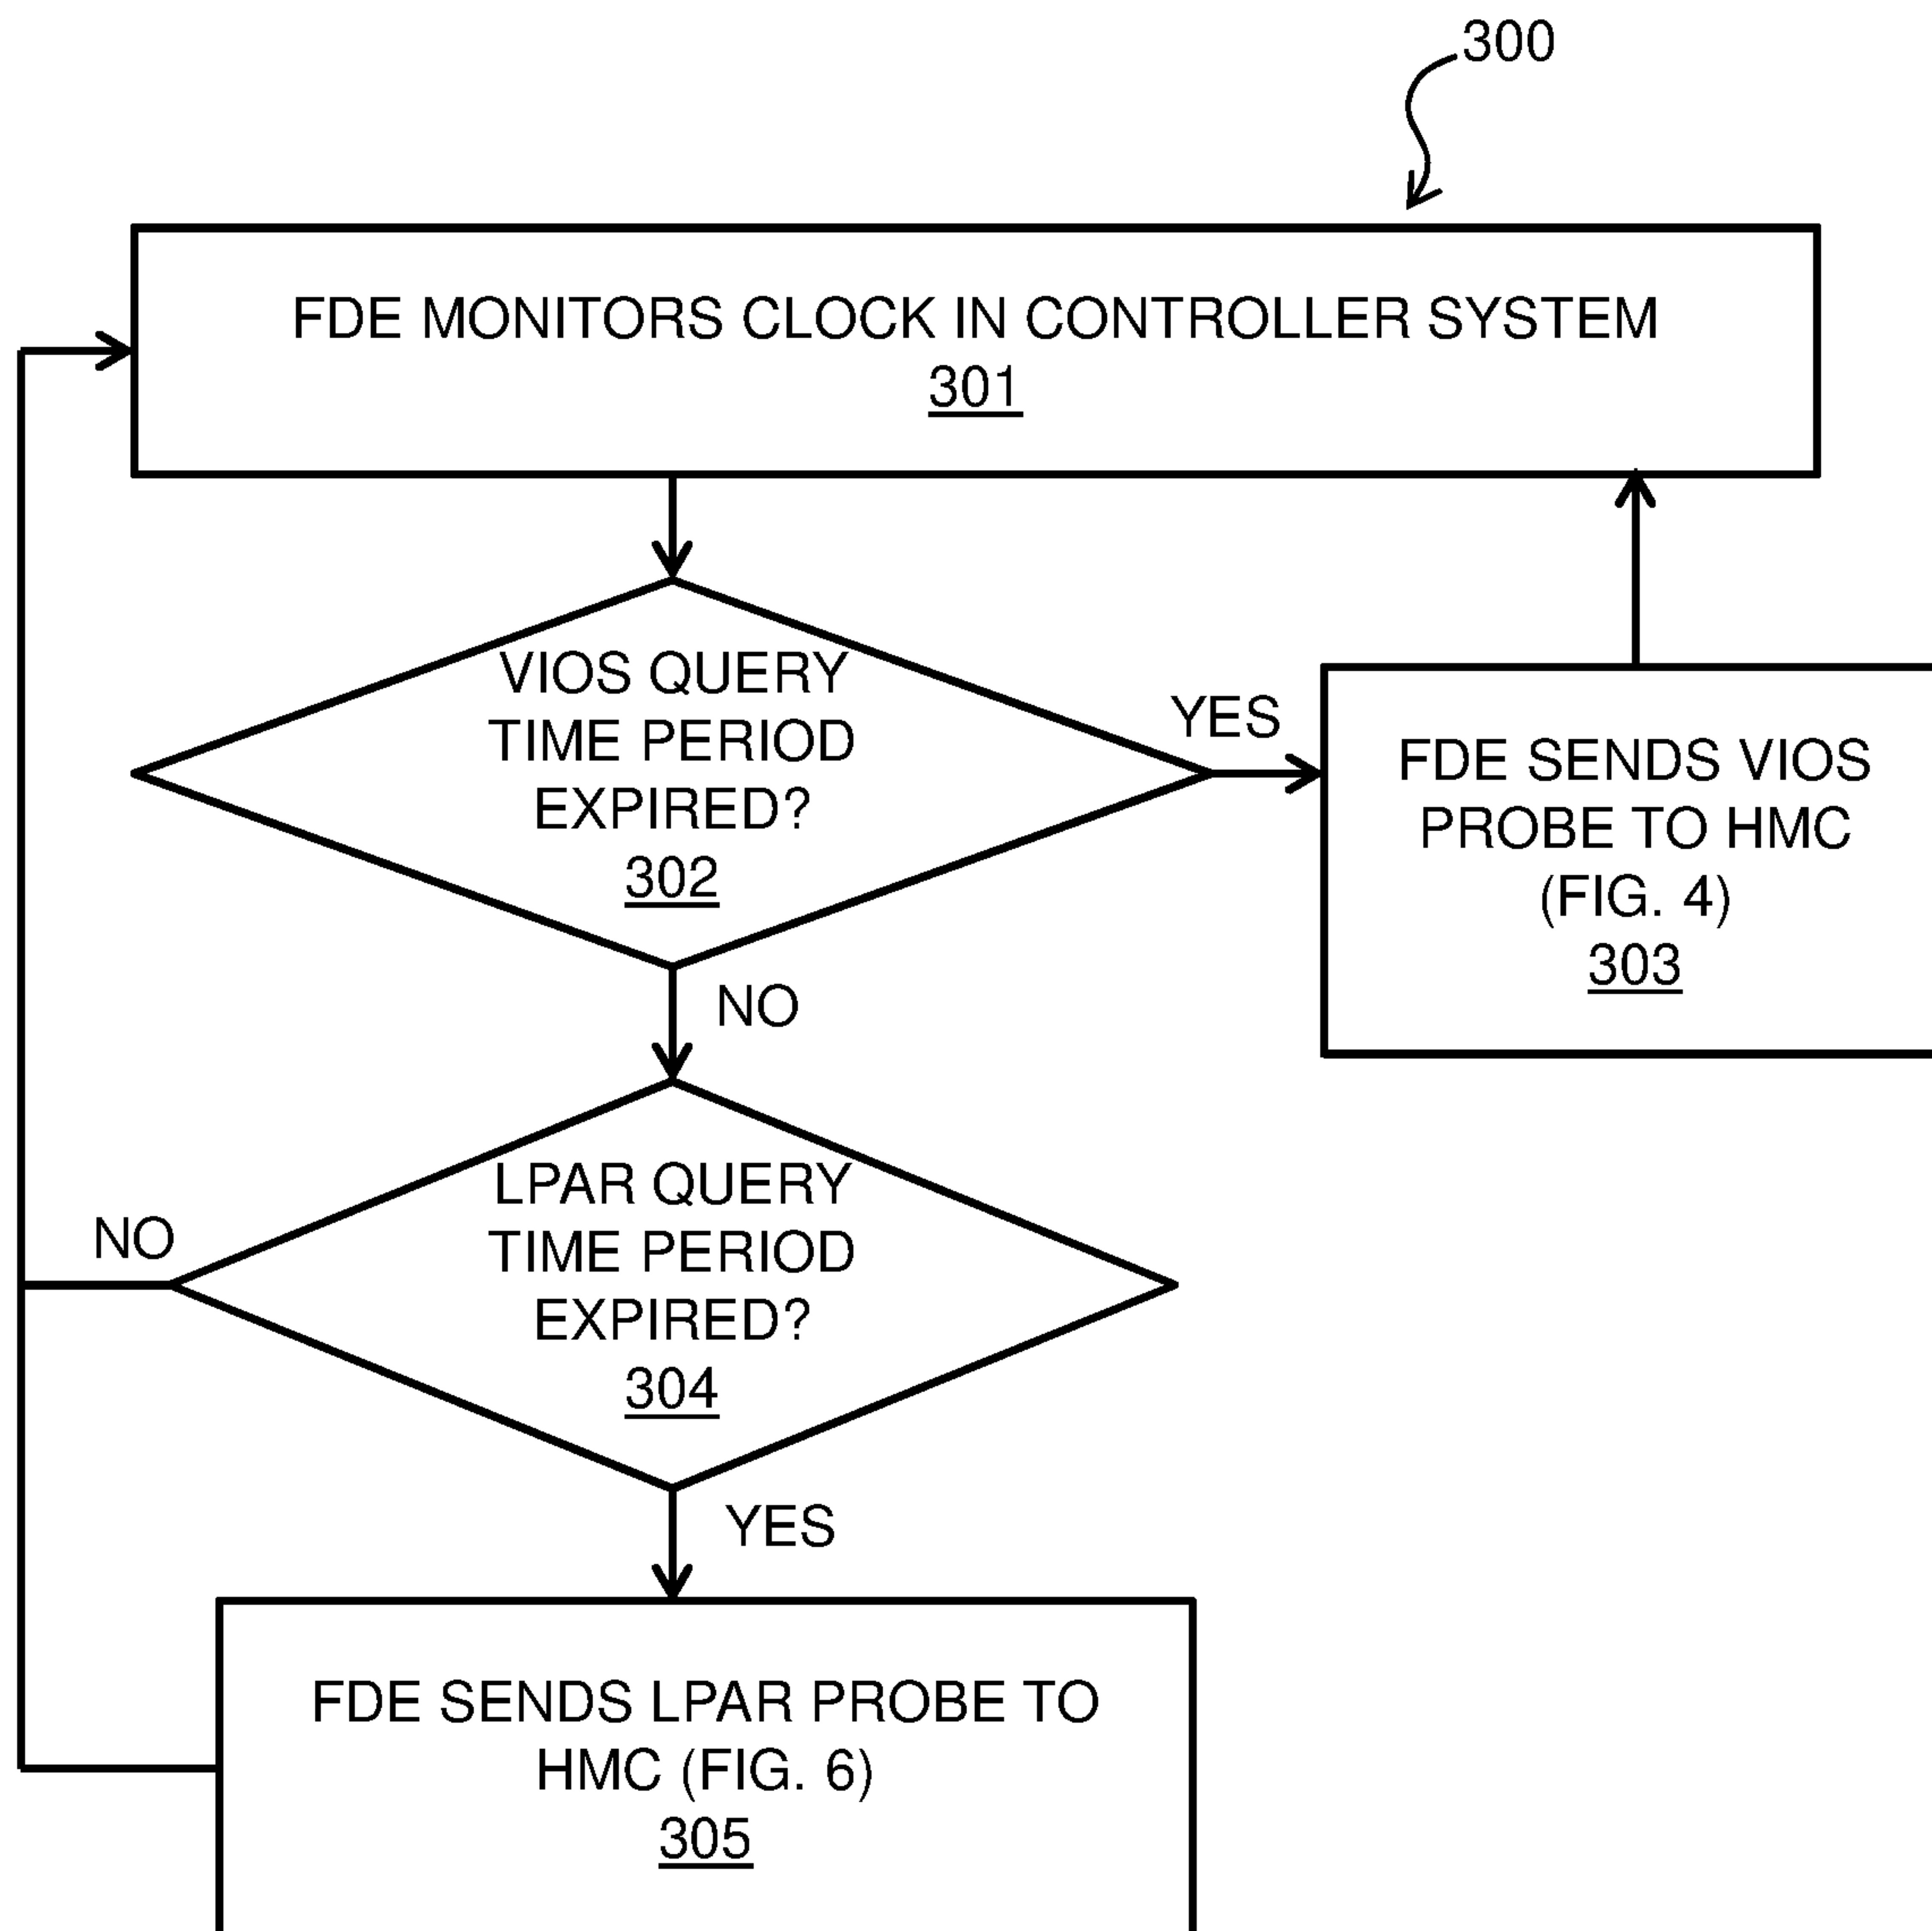 300
FDE MONITORS CLOCK IN CONTROLLER SYSTEM
301
VIOS QUERY
TIME PERIOD
EXPIRED?
302
YES
FDE SENDS VIOS
PROBE TO HMC
(FIG. 4)
303
NO
LPAR QUERY
TIME PERIOD
EXPIRED?
304
NO
YES
FDE SENDS LPAR PROBE TO
HMC (FIG. 6)
305